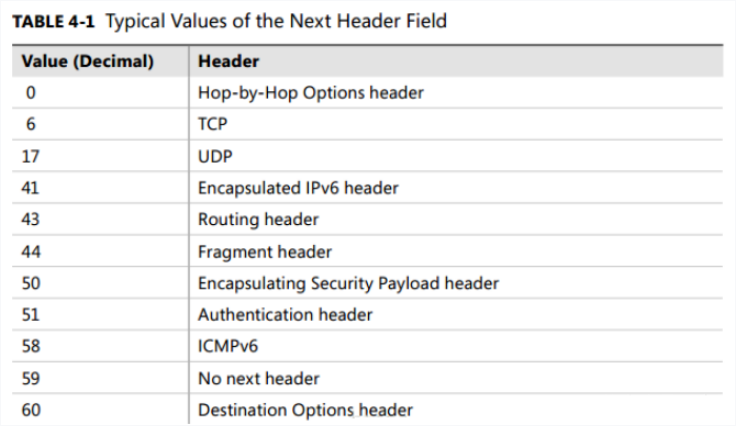 TABLE 4-1 Typical Values of the Next Header Field
Value (Decimal) Header
0 Hop-by-Hop Options header
6 TCP
17 UDP
41 Encapsulated IPv6 header
43 Routing header
44 Fragment header
50 Encapsulating Security Payload header
51 Authentication header
58 ICMPv6
59 No next header
60 Destination Options header